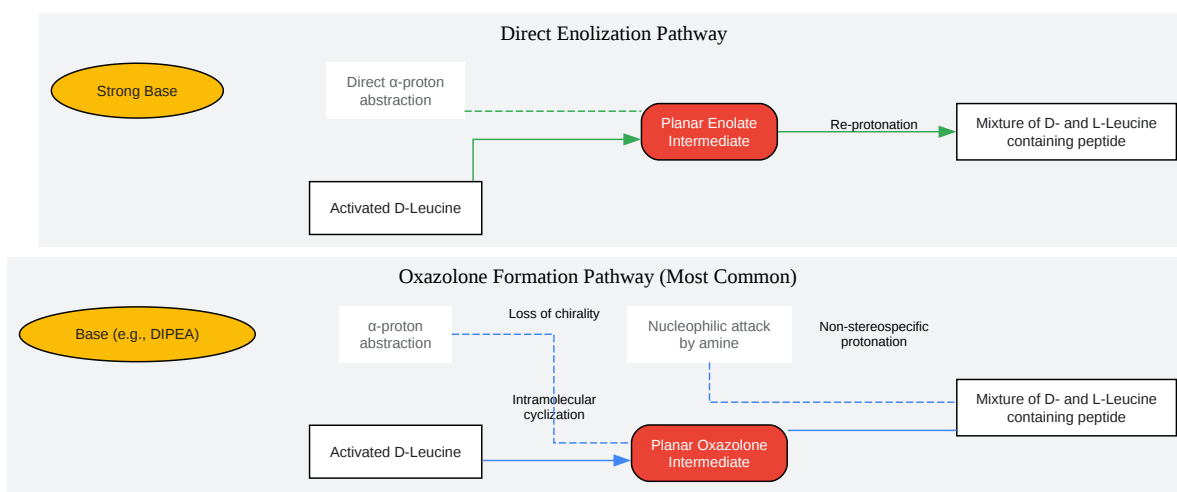 Direct Enolization Pathway
Strong Base
Direct α-proton
abstraction
Planar Enolate
Intermediate
Re-protonation
Mixture of D- and L-Leucine
containing peptide
Activated D-Leucine
Oxazolone Formation Pathway (Most Common)
Base (e.g., DIPEA)
α-proton
abstraction
Loss of chirality
Nucleophilic attack
by amine
Non-stereospecific
protonation
Intramolecular
cyclization
Mixture of D- and L-Leucine
containing peptide
Activated D-Leucine
Planar Oxazolone
Intermediate